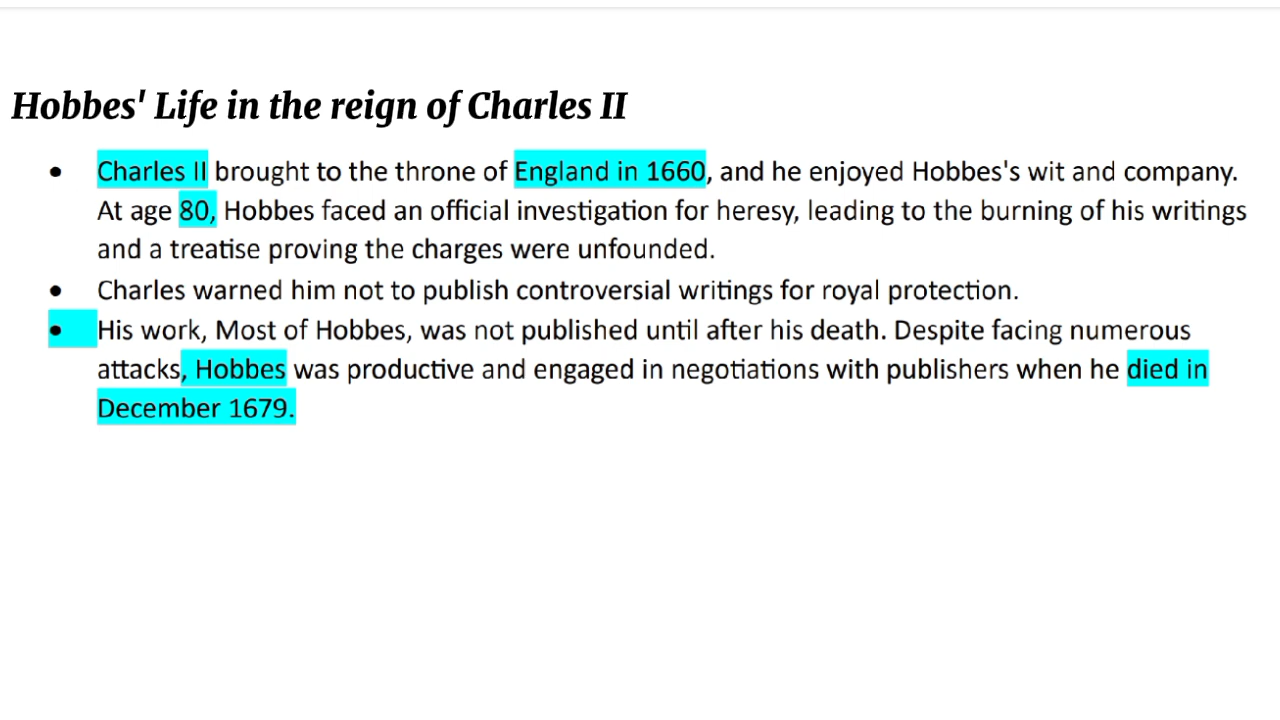 Hobbes' Life in the reign of Charles II
• Charles II brought to the throne of England in 1660, and he enjoyed Hobbes's wit and company.
At age 80, Hobbes faced an official investigation for heresy, leading to the burning of his writings
and a treatise proving the charges were unfounded.
• Charles warned him not to publish controversial writings for royal protection.
• His work, Most of Hobbes, was not published until after his death. Despite facing numerous
attacks, Hobbes was productive and engaged in negotiations with publishers when he died in
December 1679.